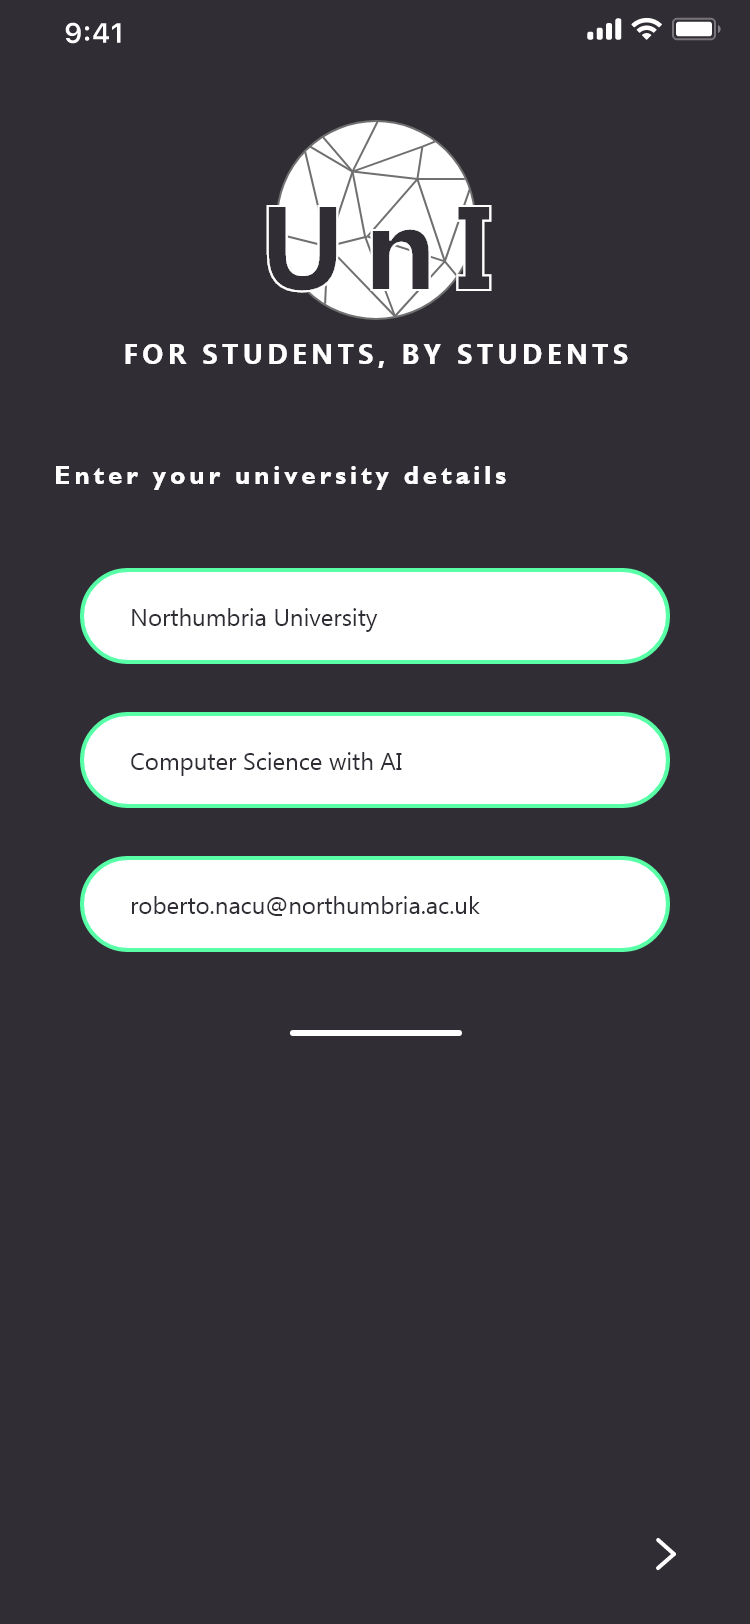 9:41
UnI
FOR STUDENTS, BY STUDENTS
Enter your university details
Northumbria University
Computer Science with AI
roberto.nacu@northumbria.ac.uk